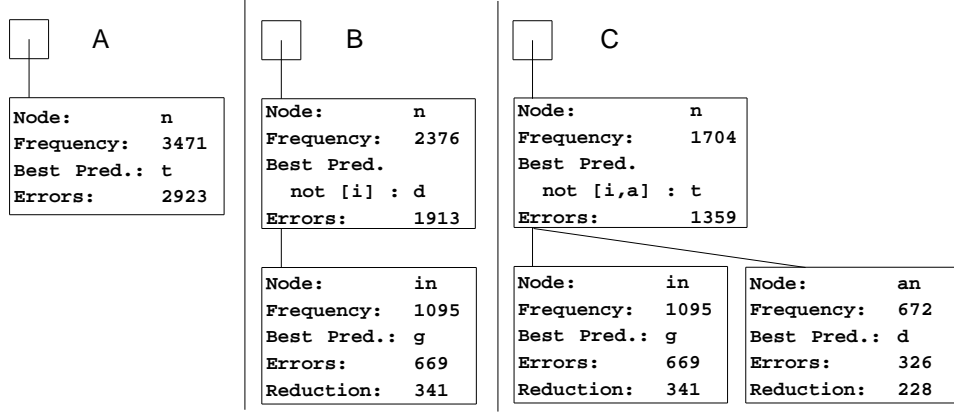 A
Node: n
Frequency: 3471
Best Pred.: t
Errors: 2923
B
Node: n
Frequency: 2376
Best Pred.
not [i] : d
Errors: 1913
Node: in
Frequency: 1095
Best Pred.: g
Errors: 669
Reduction: 341
C
Node: n
Frequency: 1704
Best Pred.
not [i,a] : t
Errors: 1359
Node: in
Frequency: 1095
Best Pred.: g
Errors: 669
Reduction: 341
Node: an
Frequency: 672
Best Pred.: d
Errors: 326
Reduction: 228